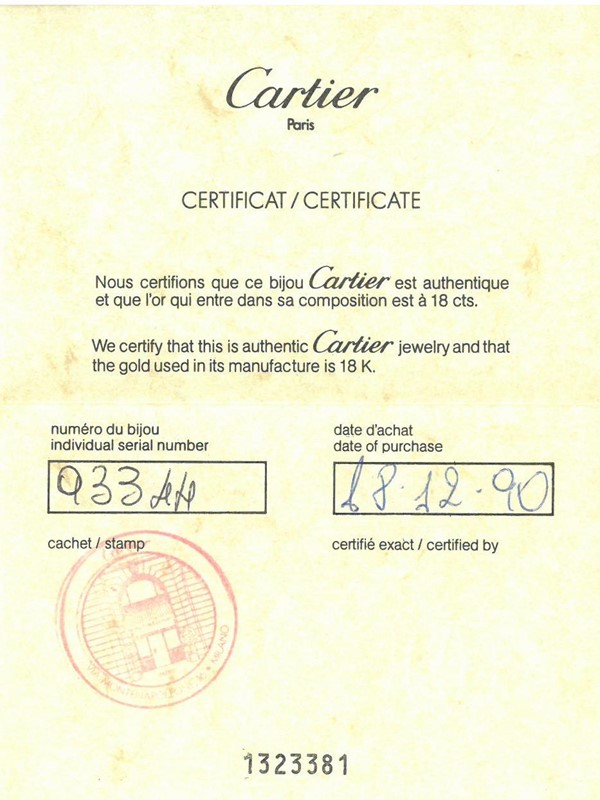 Cartier
Paris
CERTIFICAT / CERTIFICATE
Nous certifions que ce bijou Cartier est authentique
et que l'or qui entre dans sa composition est à 18 cts.
We certify that this is authentic Cartier jewelry and that
the gold used in its manufacture is 18 K.
numéro du bijou
individual serial number
date d'achat
date of purchase
933
18.12.90
cachet / stamp
certifié exact / certified by
MILANO
1323381